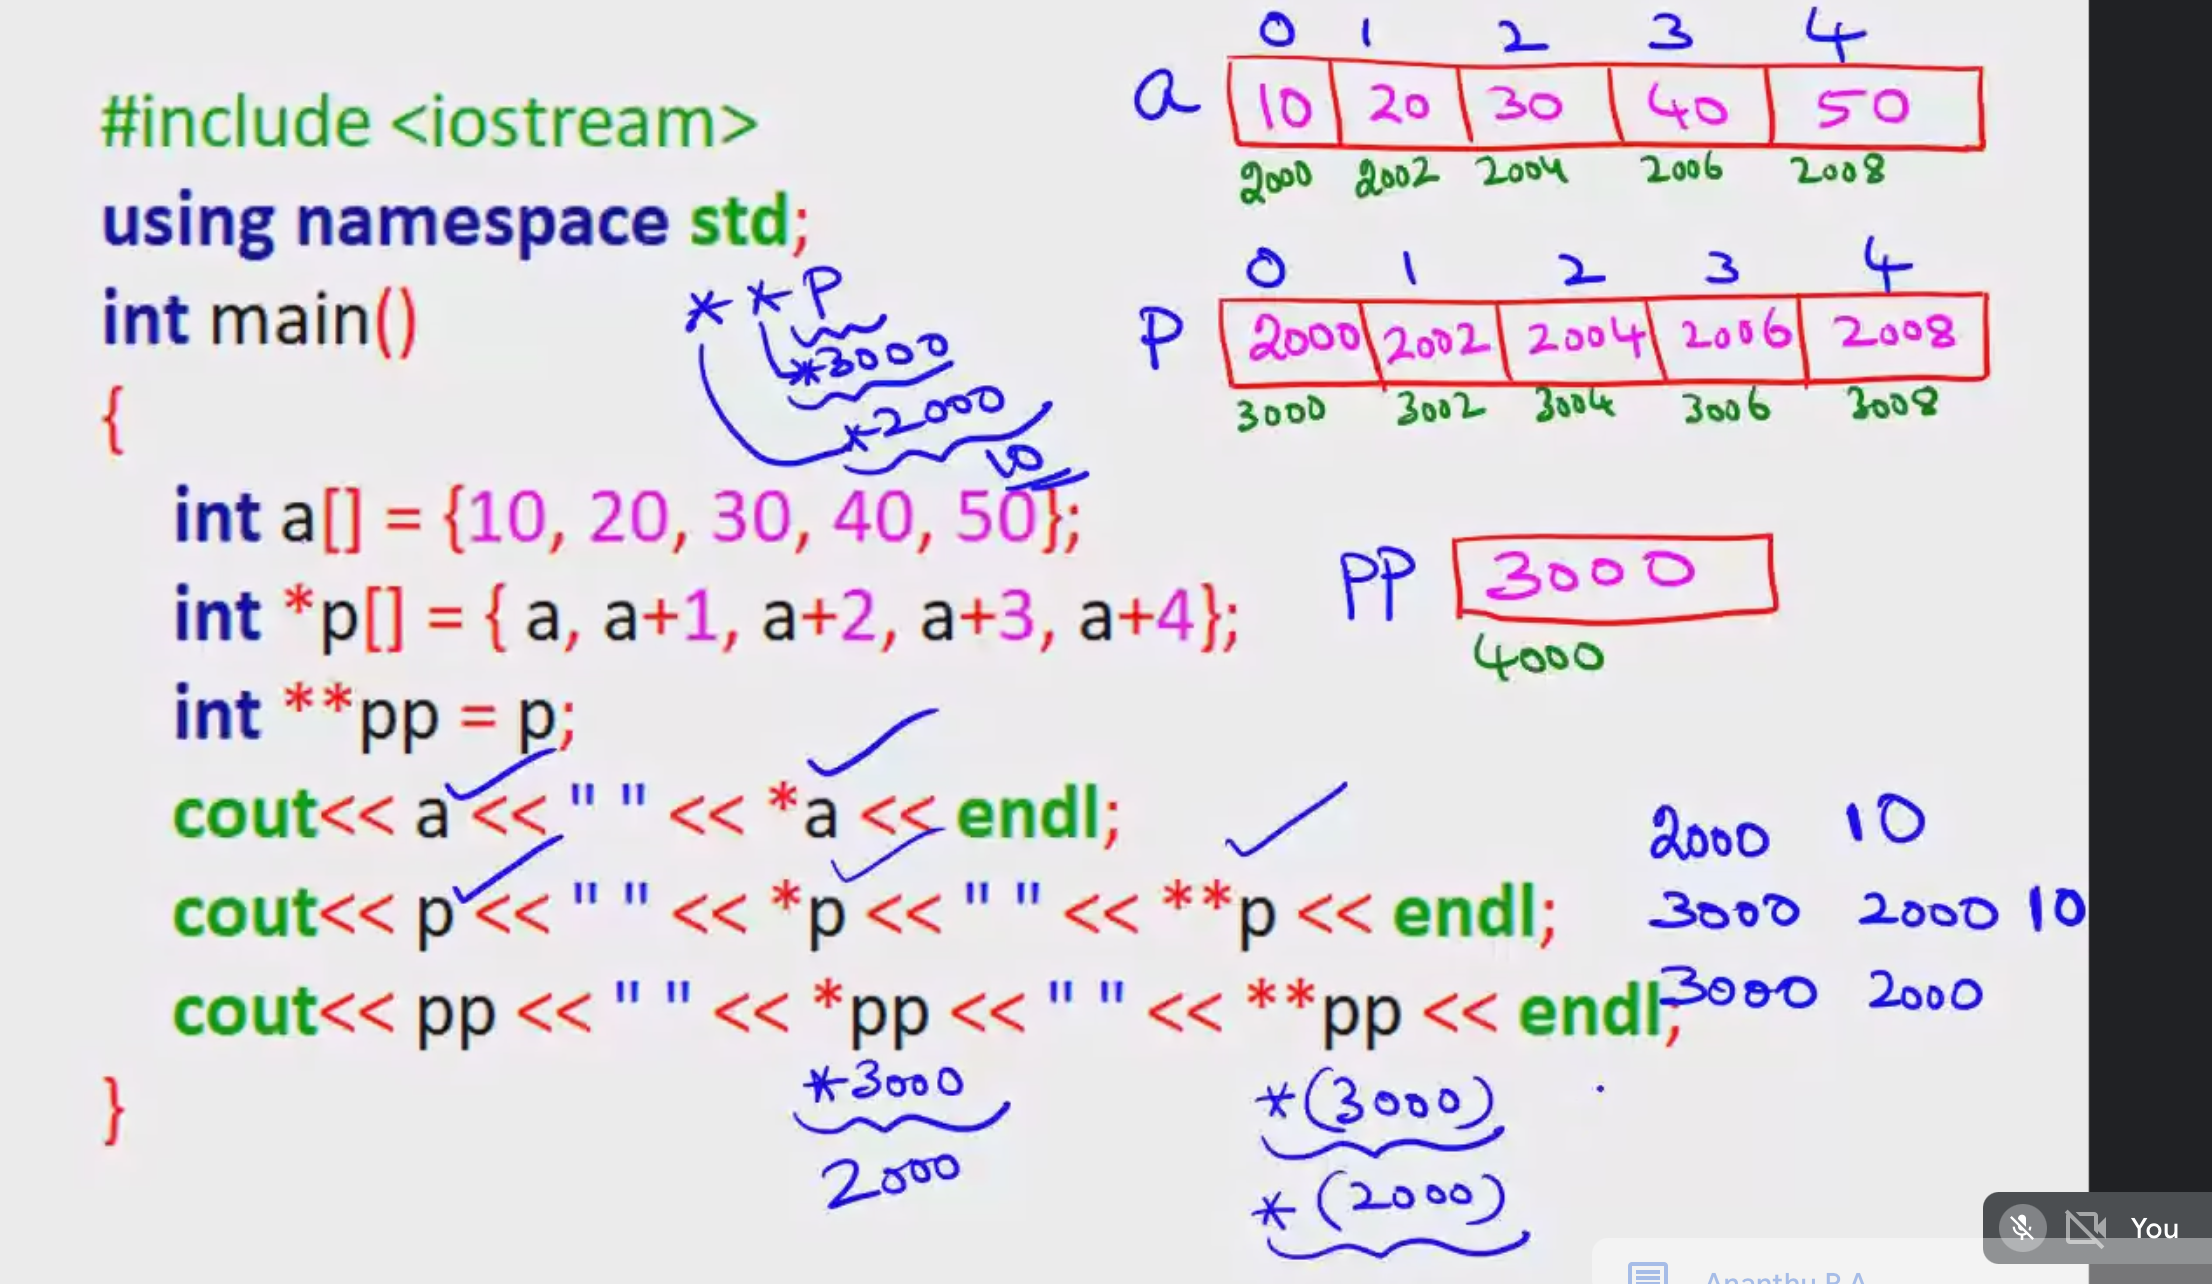 0 1 2 3 4
a 10 20 30 40 50
2000 2002 2004 2006 2008
0 1 2 3 4
P 2000 2002 2004 2006 2008
3000 3002 3004 3006 3008
PP 3000
4000
#include <iostream>
using namespace std;
int main()
{
**P
*3000
*2000
10
int a[] = {10, 20, 30, 40, 50};
int *p[] = { a, a+1, a+2, a+3, a+4};
int **pp = p;
cout<< a << " " << *a << endl;
cout<< p << " " << *p << " " << **p << endl;
cout<< pp << " " << *pp << " " << **pp << endl;
}
2000 10
3000 2000 10
3000 2000
*3000
2000
*(3000)
*(2000)
You